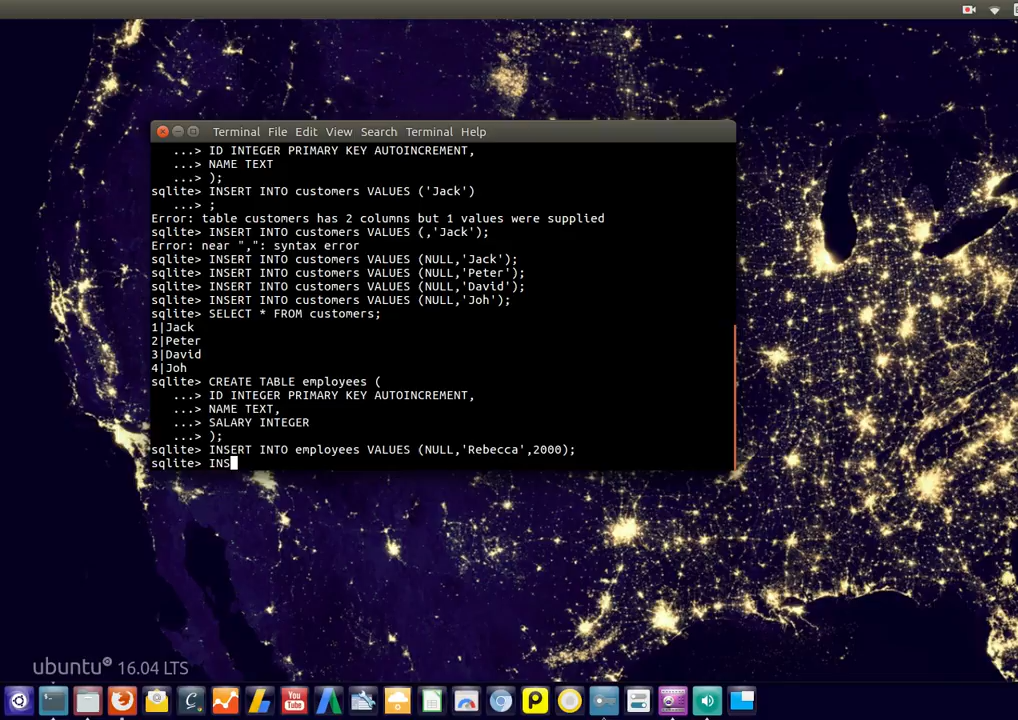 Terminal File Edit View Search Terminal Help
...> ID INTEGER PRIMARY KEY AUTOINCREMENT,
...> NAME TEXT
...> );
sqlite> INSERT INTO customers VALUES ('Jack')
...> ;
Error: table customers has 2 columns but 1 values were supplied
sqlite> INSERT INTO customers VALUES (,'Jack');
Error: near ",": syntax error
sqlite> INSERT INTO customers VALUES (NULL,'Jack');
sqlite> INSERT INTO customers VALUES (NULL,'Peter');
sqlite> INSERT INTO customers VALUES (NULL,'David');
sqlite> INSERT INTO customers VALUES (NULL,'Joh');
sqlite> SELECT * FROM customers;
1|Jack
2|Peter
3|David
4|Joh
sqlite> CREATE TABLE employees (
...> ID INTEGER PRIMARY KEY AUTOINCREMENT,
...> NAME TEXT,
...> SALARY INTEGER
...> );
sqlite> INSERT INTO employees VALUES (NULL,'Rebecca',2000);
sqlite> INS
ubuntu® 16.04 LTS
You Tube